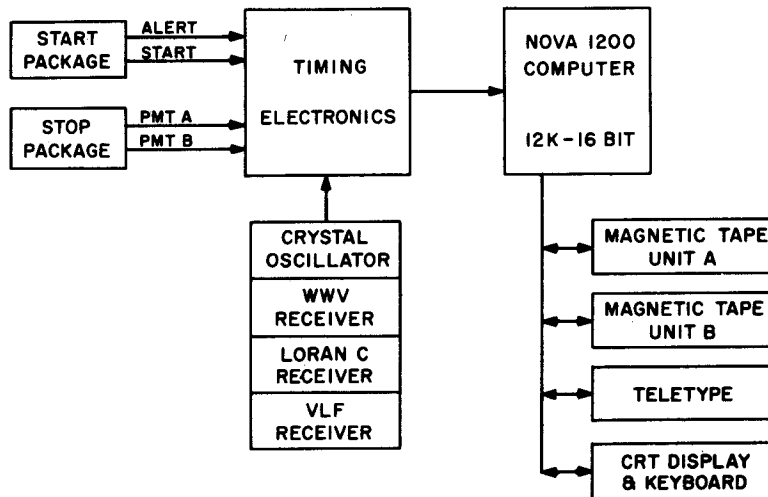 START
PACKAGE
ALERT
START
STOP
PACKAGE
PMT A
PMT B
TIMING
ELECTRONICS
NOVA 1200
COMPUTER
12K-16 BIT
CRYSTAL
OSCILLATOR
WWV
RECEIVER
LORAN C
RECEIVER
VLF
RECEIVER
MAGNETIC TAPE
UNIT A
MAGNETIC TAPE
UNIT B
TELETYPE
CRT DISPLAY
& KEYBOARD